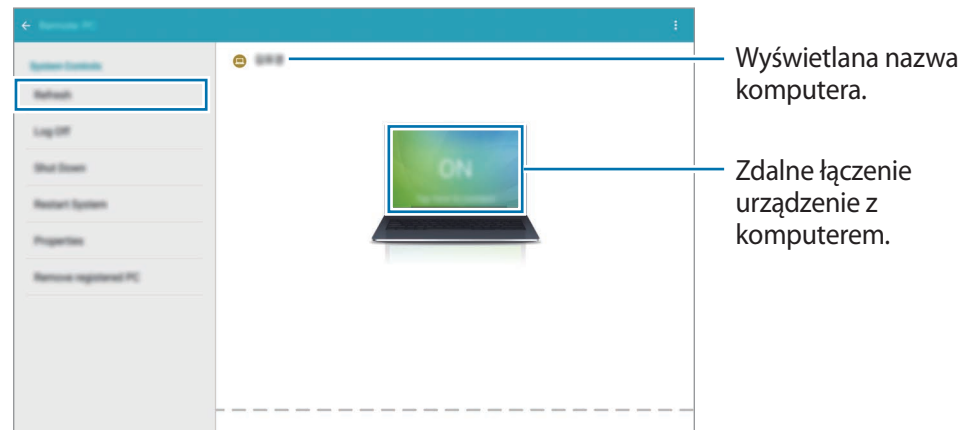 Remote PC
System Controls
Refresh
Log Off
Shut Down
Restart System
Properties
Remove registered PC
ON
Wyświetlana nazwa
komputera.
Zdalne łączenie
urządzenie z
komputerem.